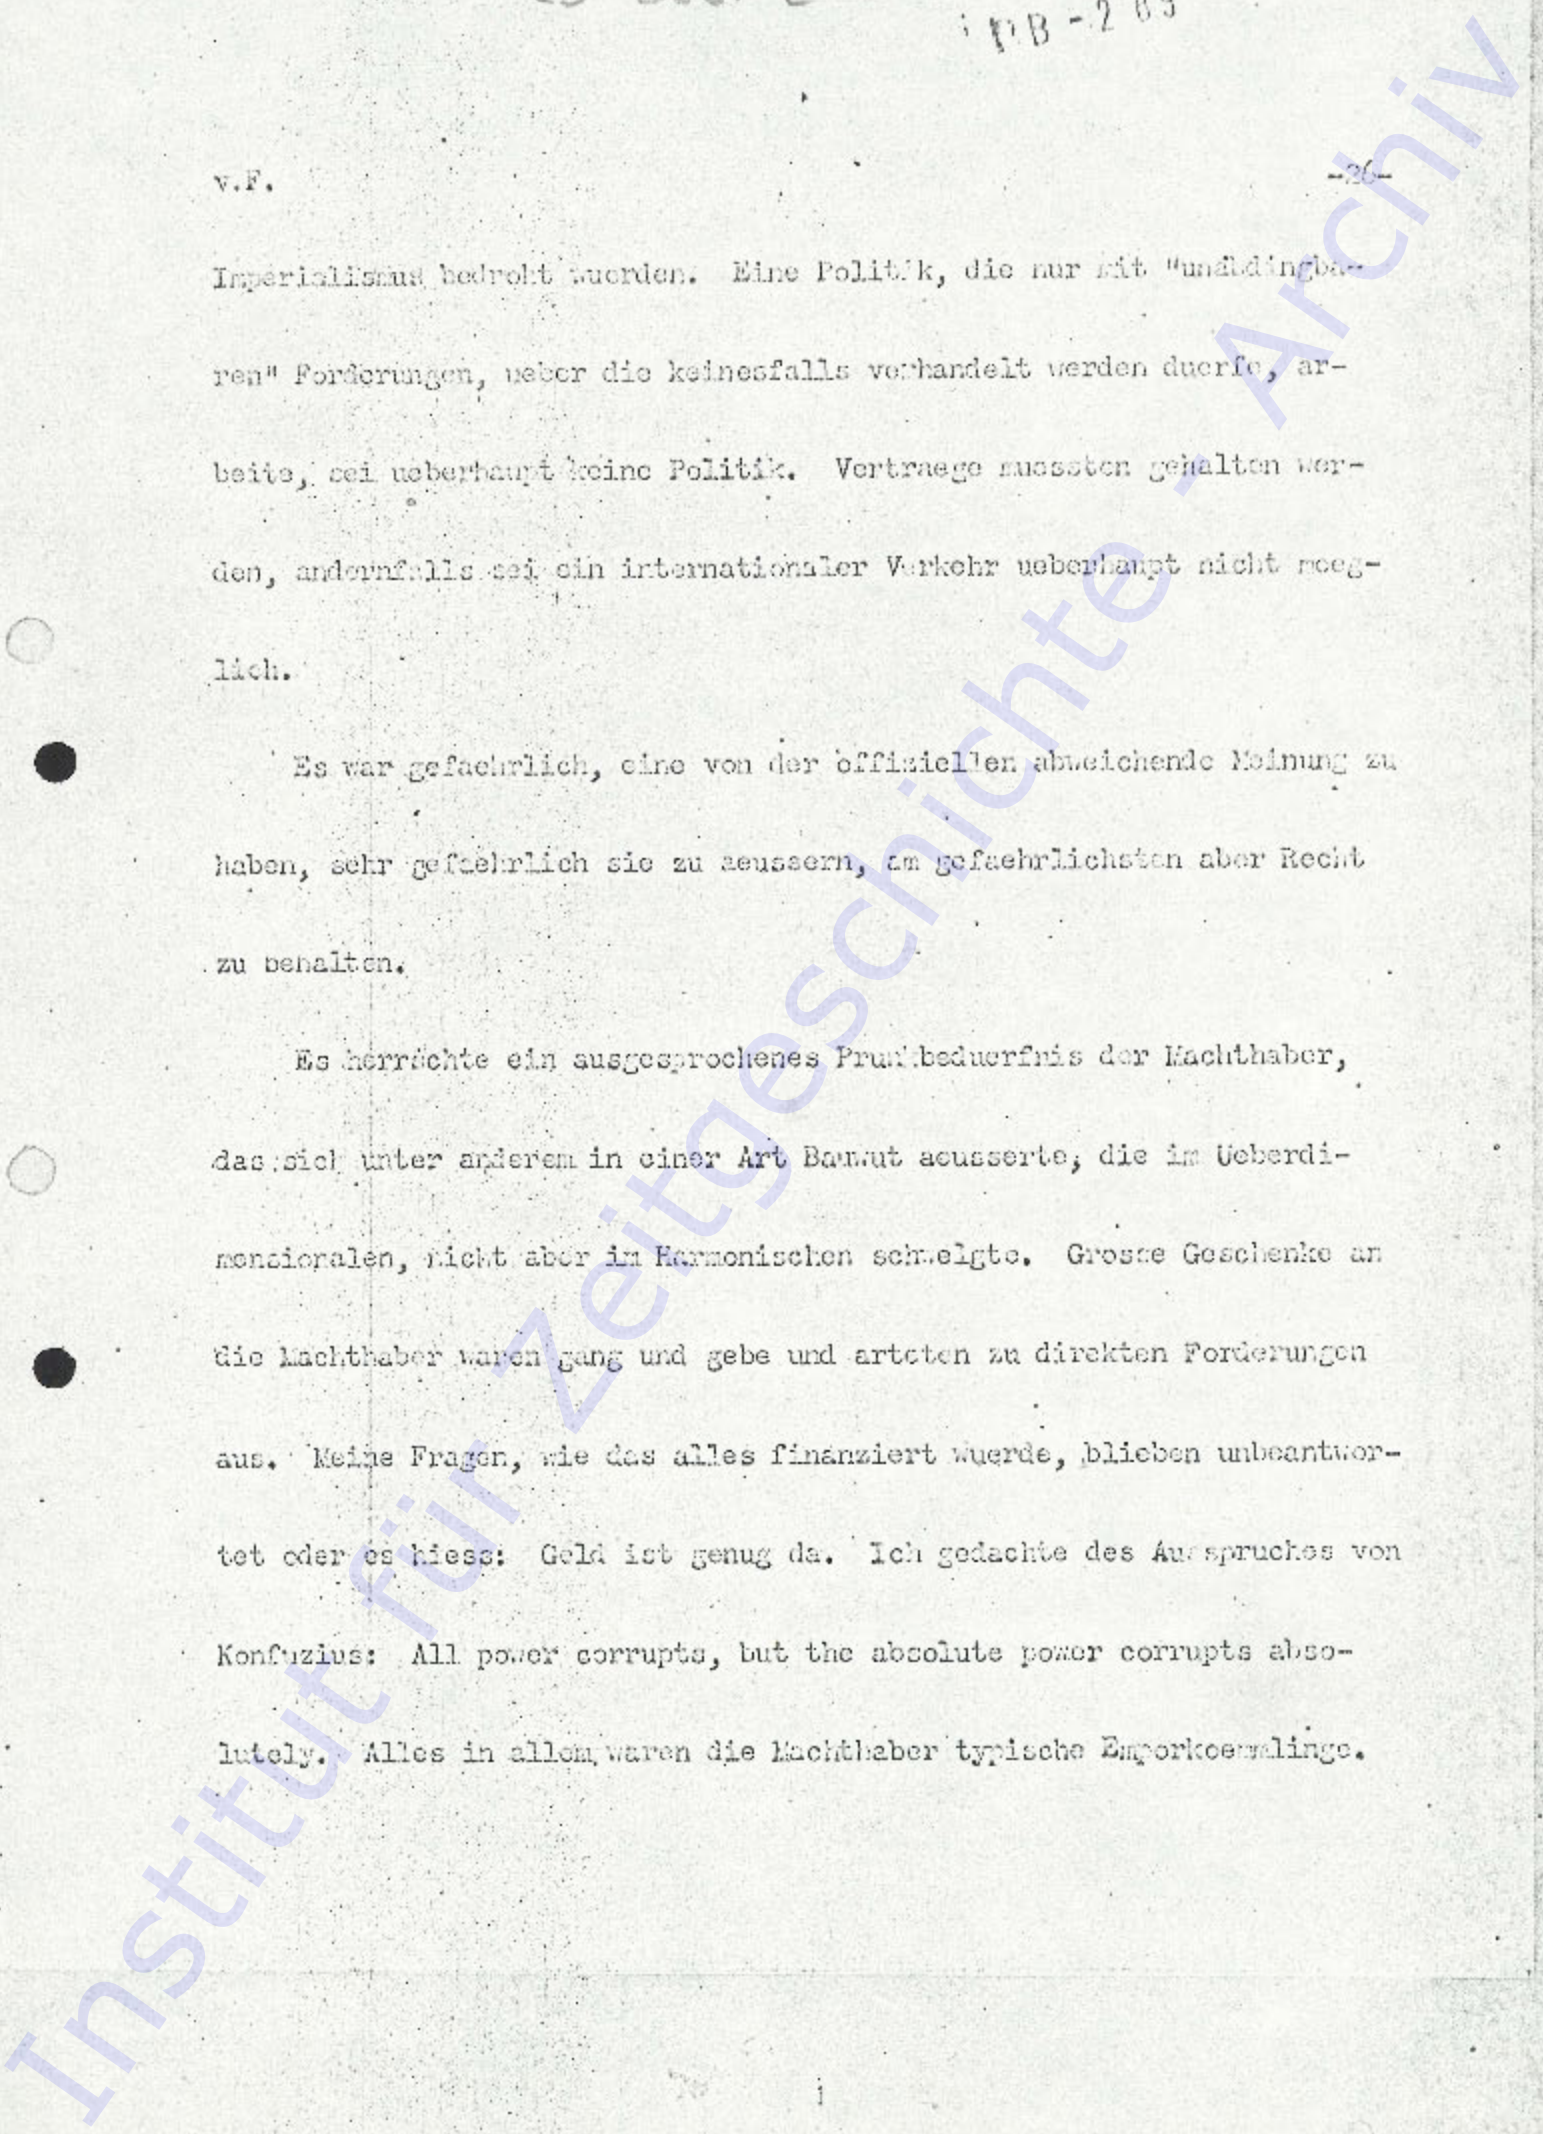 v.F.
-26-
Imperialismus bedroht wuerden. Eine Politik, die nur mit "unabdingba-
ren" Forderungen, ueber die keinesfalls verhandelt werden duerfe, ar-
beite, sei ueberhaupt keine Politik. Vertraege muessten gehalten wer-
den, andernfalls sei ein internationaler Verkehr ueberhaupt nicht moeg-
lich.
Es war gefaehrlich, eine von der offiziellen abweichende Meinung zu
haben, sehr gefaehrlich sie zu aeussern, am gefaehrlichsten aber Recht
zu behalten.
Es herrschte ein ausgesprochenes Prunkbeduerfnis der Machthaber,
das sich unter anderem in einer Art Bauwut aeusserte, die im Ueberdi-
mensionalen, nicht aber im Harmonischen schwelgte. Grosse Geschenke an
die Machthaber waren gang und gebe und arteten zu direkten Forderungen
aus. Meine Fragen, wie das alles finanziert wuerde, blieben unbeantwor-
tet oder es hiess: Geld ist genug da. Ich gedachte des Ausspruches von
Konfuzius: All power corrupts, but the absolute power corrupts abso-
lutely. Alles in allem waren die Machthaber typische Emporkoemmlinge.
Institut für Zeitgeschichte - Archiv